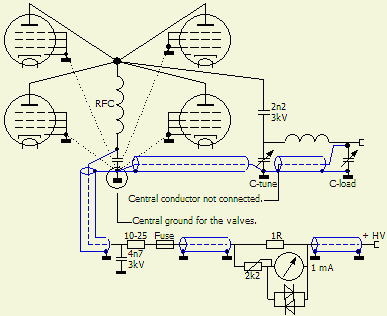 RFC
2n2
3kV
C-tune
C-load
Central conductor not connected.
Central ground for the valves.
10-25 Fuse 1R + HV
4n7
3kV
2k2
1 mA